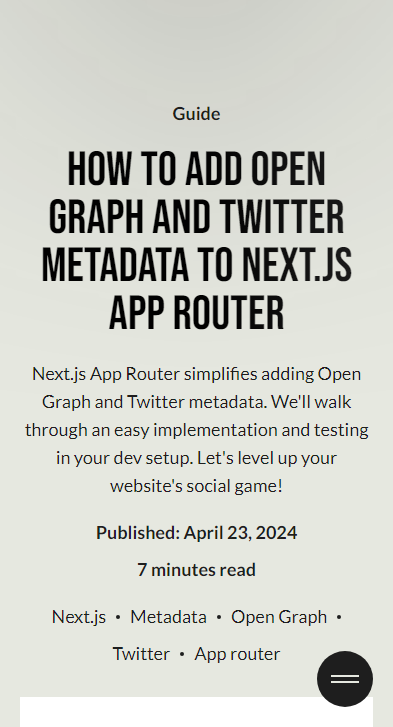 Guide
HOW TO ADD OPEN
GRAPH AND TWITTER
METADATA TO NEXT.JS
APP ROUTER
Next.js App Router simplifies adding Open
Graph and Twitter metadata. We'll walk
through an easy implementation and testing
in your dev setup. Let's level up your
website's social game!
Published: April 23, 2024
7 minutes read
Next.js • Metadata • Open Graph •
Twitter • App router